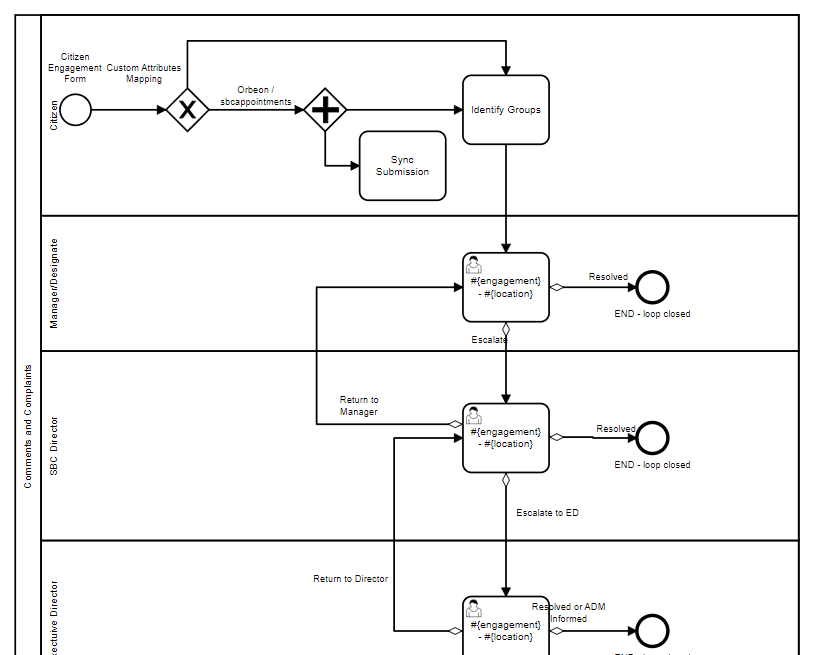 Citizen
Engagement
Form
Custom Attributes
Mapping
Orbeon /
sbcappointments
Identify Groups
Sync
Submission
Citizen
Manager/Designate
#{engagement}
- #{location}
Resolved
END - loop closed
Escalate
Comments and Complaints
SBC Director
Return to
Manager
#{engagement}
- #{location}
Resolved
END - loop closed
Escalate to ED
Return to Director
xectuive Director
#{engagement}
- #{location}
Resolved or ADM
Informed